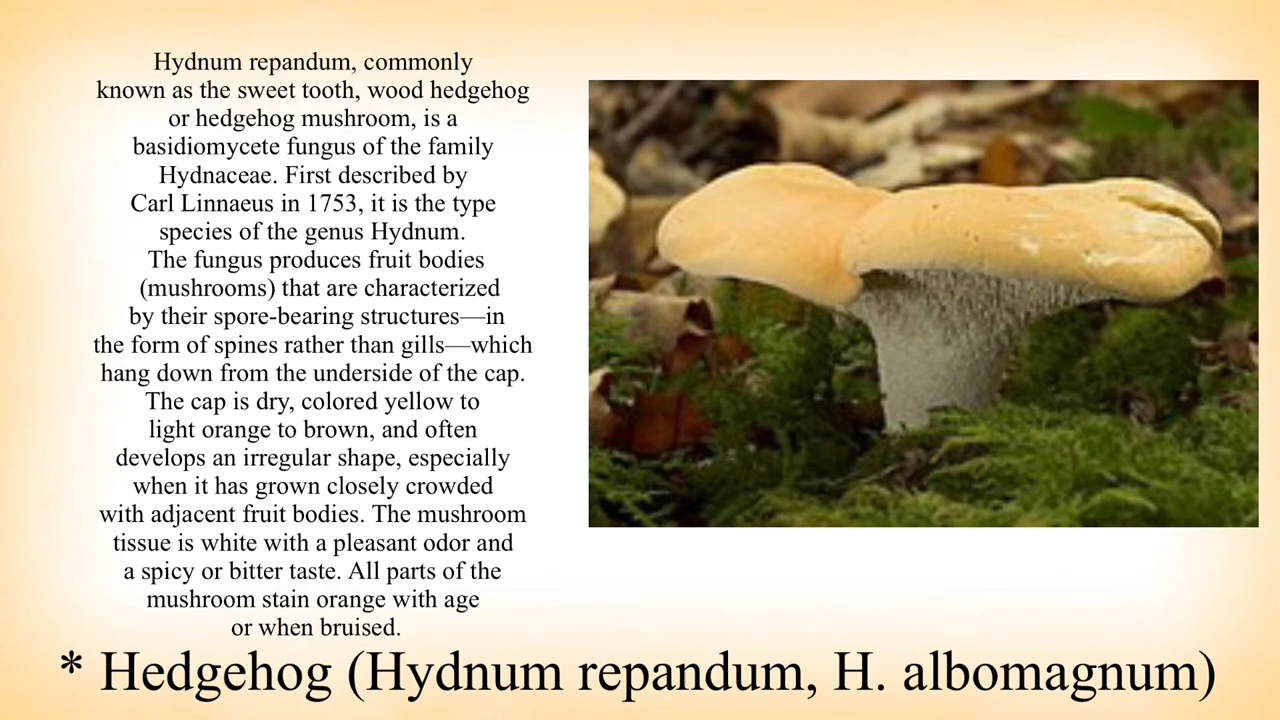 Hydnum repandum, commonly
known as the sweet tooth, wood hedgehog
or hedgehog mushroom, is a
basidiomycete fungus of the family
Hydnaceae. First described by
Carl Linnaeus in 1753, it is the type
species of the genus Hydnum.
The fungus produces fruit bodies
(mushrooms) that are characterized
by their spore-bearing structures—in
the form of spines rather than gills—which
hang down from the underside of the cap.
The cap is dry, colored yellow to
light orange to brown, and often
develops an irregular shape, especially
when it has grown closely crowded
with adjacent fruit bodies. The mushroom
tissue is white with a pleasant odor and
a spicy or bitter taste. All parts of the
mushroom stain orange with age
or when bruised.
* Hedgehog (Hydnum repandum, H. albomagnum)